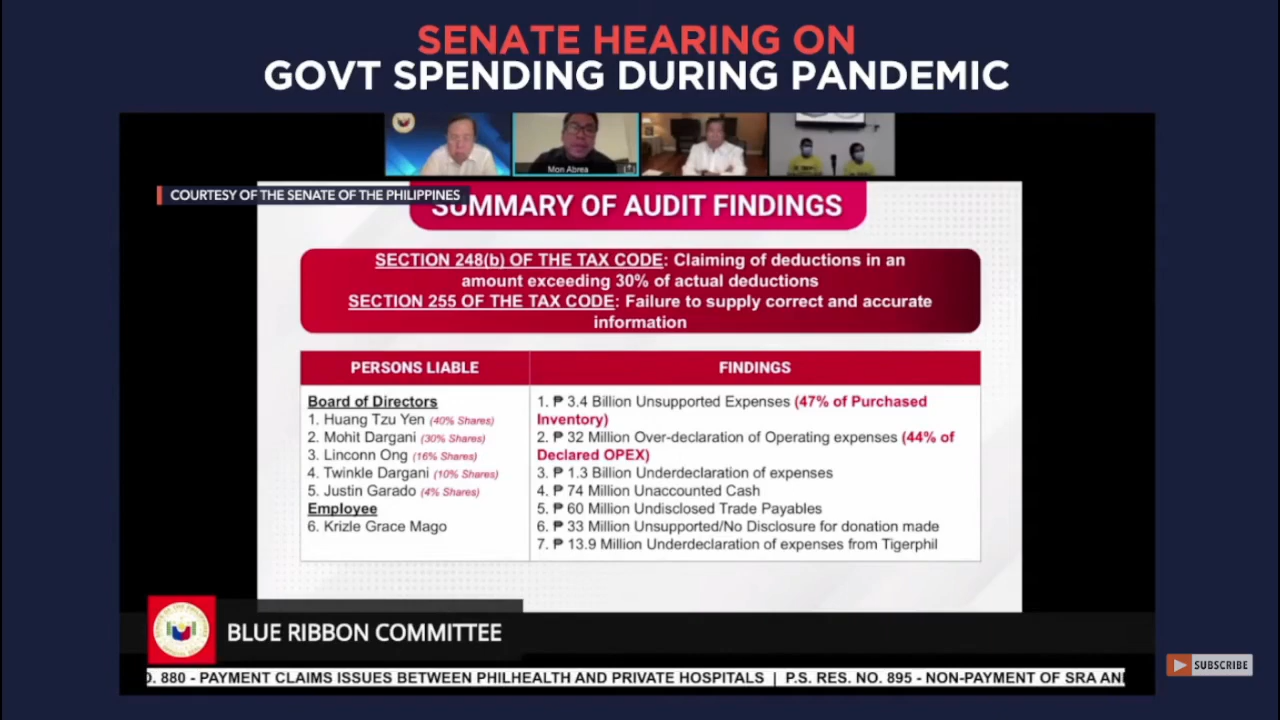 SENATE HEARING ON
GOVT SPENDING DURING PANDEMIC
Mon Abrea
COURTESY OF THE SENATE OF THE PHILIPPINES
SUMMARY OF AUDIT FINDINGS
SECTION 248(b) OF THE TAX CODE: Claiming of deductions in an
amount exceeding 30% of actual deductions
SECTION 255 OF THE TAX CODE: Failure to supply correct and accurate
information
PERSONS LIABLE
Board of Directors
1. Huang Tzu Yen (40% Shares)
2. Mohit Dargani (30% Shares)
3. Linconn Ong (16% Shares)
4. Twinkle Dargani (10% Shares)
5. Justin Garado (4% Shares)
Employee
6. Krizle Grace Mago
FINDINGS
1. ₱ 3.4 Billion Unsupported Expenses (47% of Purchased
Inventory)
2. ₱ 32 Million Over-declaration of Operating expenses (44% of
Declared OPEX)
3. ₱ 1.3 Billion Underdeclaration of expenses
4. ₱ 74 Million Unaccounted Cash
5. ₱ 60 Million Undisclosed Trade Payables
6. ₱ 33 Million Unsupported/No Disclosure for donation made
7. ₱ 13.9 Million Underdeclaration of expenses from Tigerphil
BLUE RIBBON COMMITTEE
SUBSCRIBE
O. 880 - PAYMENT CLAIMS ISSUES BETWEEN PHILHEALTH AND PRIVATE HOSPITALS | P.S. RES. NO. 895 - NON-PAYMENT OF SRA AN